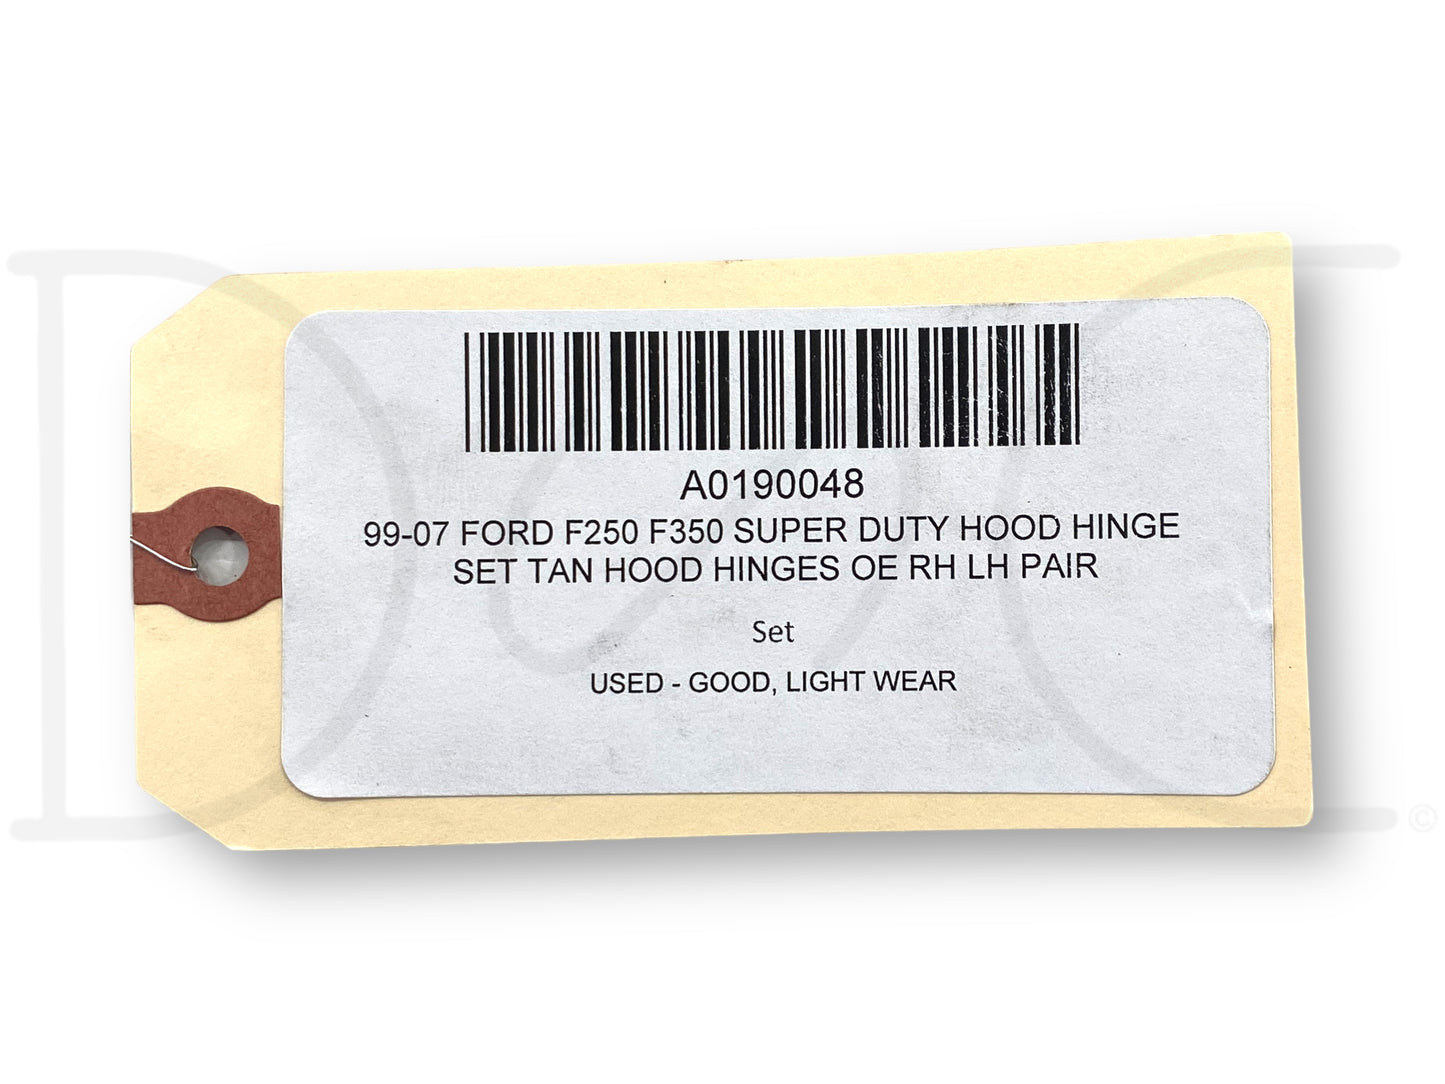 A0190048
99-07 FORD F250 F350 SUPER DUTY HOOD HINGE
SET TAN HOOD HINGES OE RH LH PAIR
Set
USED - GOOD, LIGHT WEAR
©